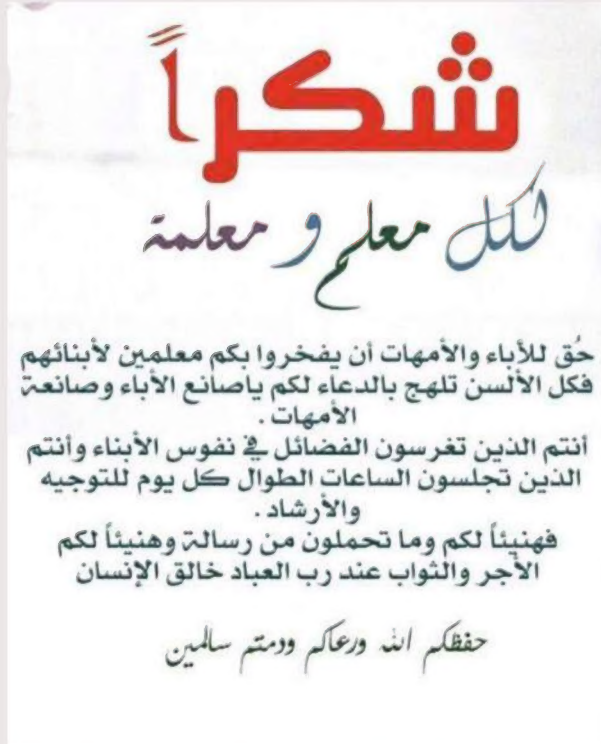 شكراً
لكل معلم و معلمة
حُق للأباء والأمهات أن يفخروا بكم معلمين لأبنائهم
فكل الألسن تلهج بالدعاء لكم ياصانع الأباء وصانعة
الأمهات .
أنتم الذين تغرسون الفضائل في نفوس الأبناء وأنتم
الذين تجلسون الساعات الطوال كل يوم للتوجيه
والأرشاد .
فهنيئاً لكم وما تحملون من رسالة وهنيئاً لكم
الأجر والثواب عند رب العباد خالق الإنسان
حفظكم الله ورعاكم ودمتم سالمين